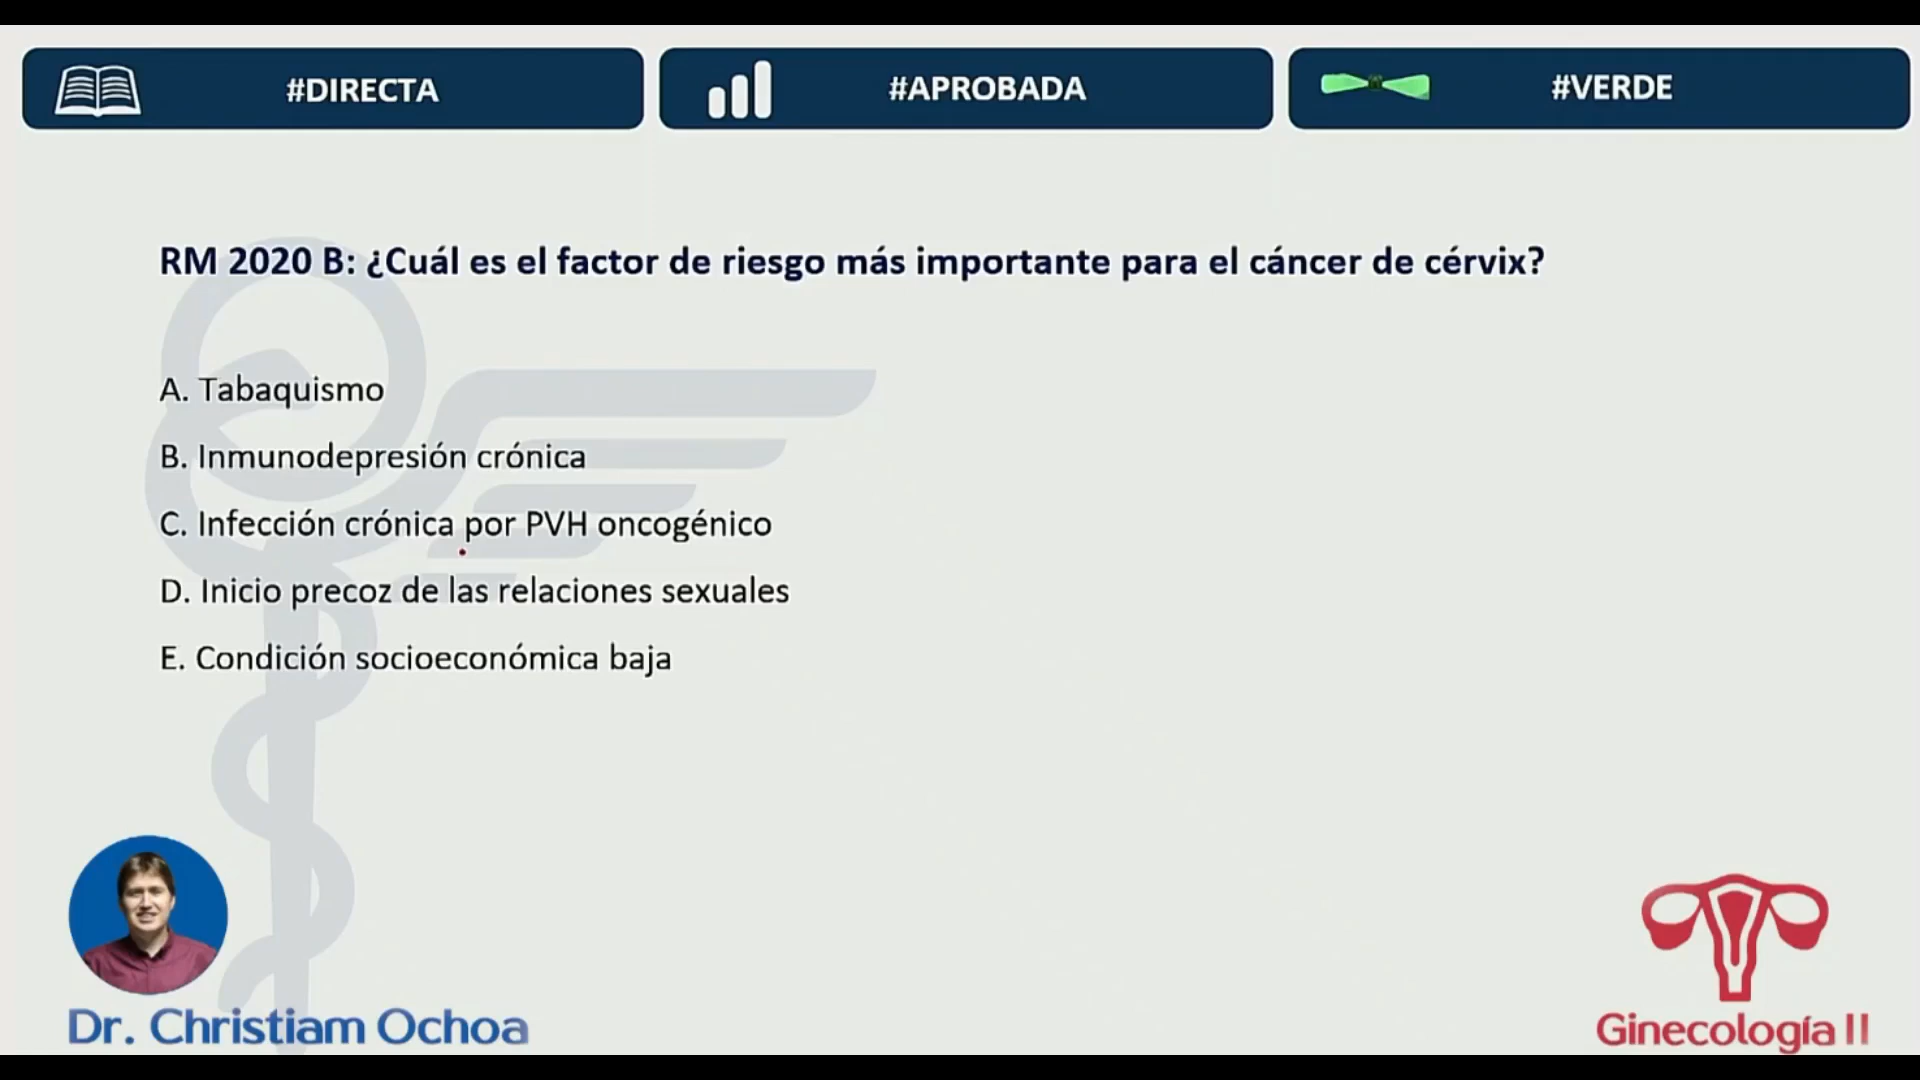 #DIRECTA
#APROBADA
#VERDE
RM 2020 B: ¿Cuál es el factor de riesgo más importante para el cáncer de cérvix?
A. Tabaquismo
B. Inmunodepresión crónica
C. Infección crónica por PVH oncogénico
D. Inicio precoz de las relaciones sexuales
E. Condición socioeconómica baja
Dr. Christiam Ochoa
Ginecología II